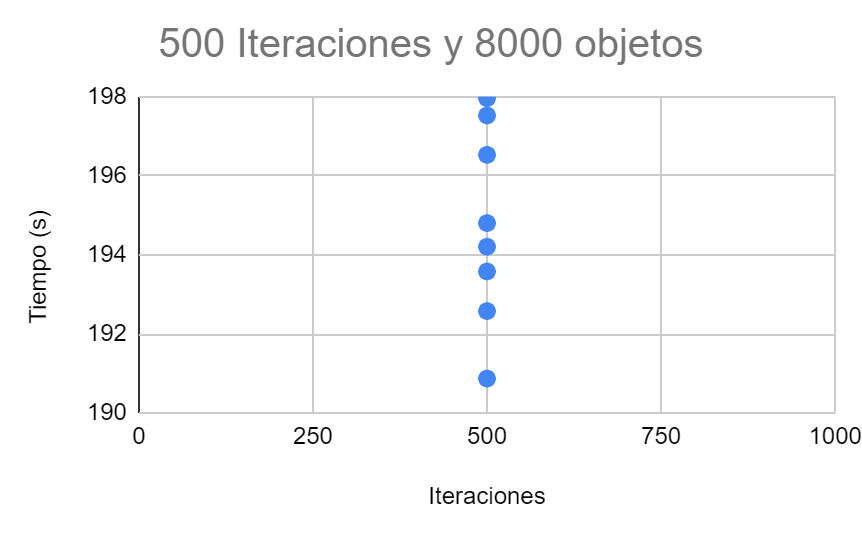 500 Iteraciones y 8000 objetos
198
196
194
192
190
Tiempo (s)
0 250 500 750 1000
Iteraciones